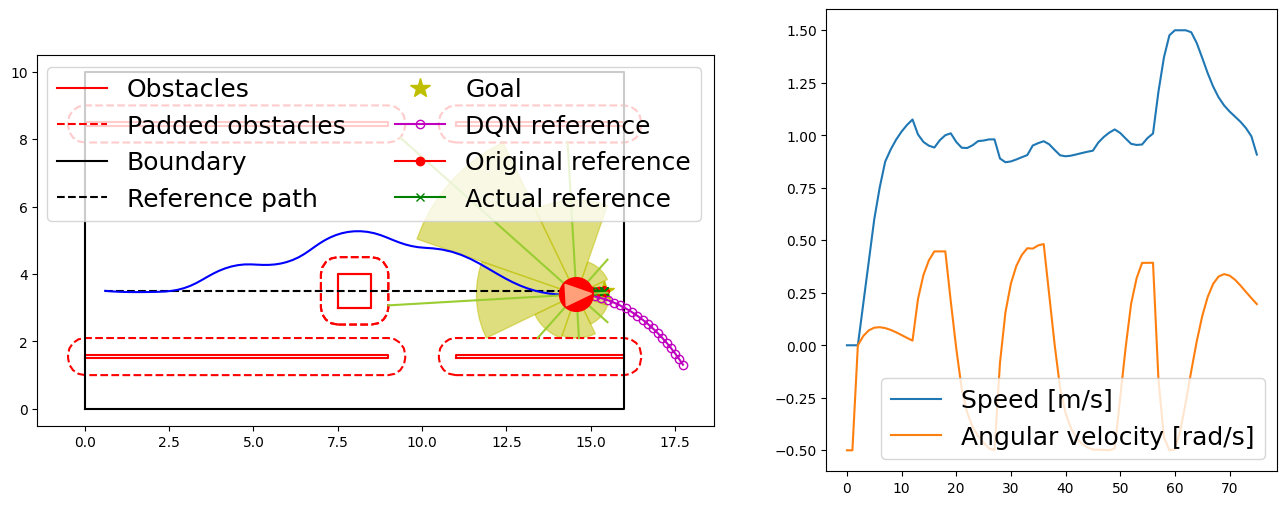 10
8
6
4
2
0
0.0 2.5 5.0 7.5 10.0 12.5 15.0 17.5
Obstacles
Padded obstacles
Boundary
Reference path
Goal
DQN reference
Original reference
Actual reference
1.50
1.25
1.00
0.75
0.50
0.25
0.00
−0.25
−0.50
0 10 20 30 40 50 60 70
Speed [m/s]
Angular velocity [rad/s]